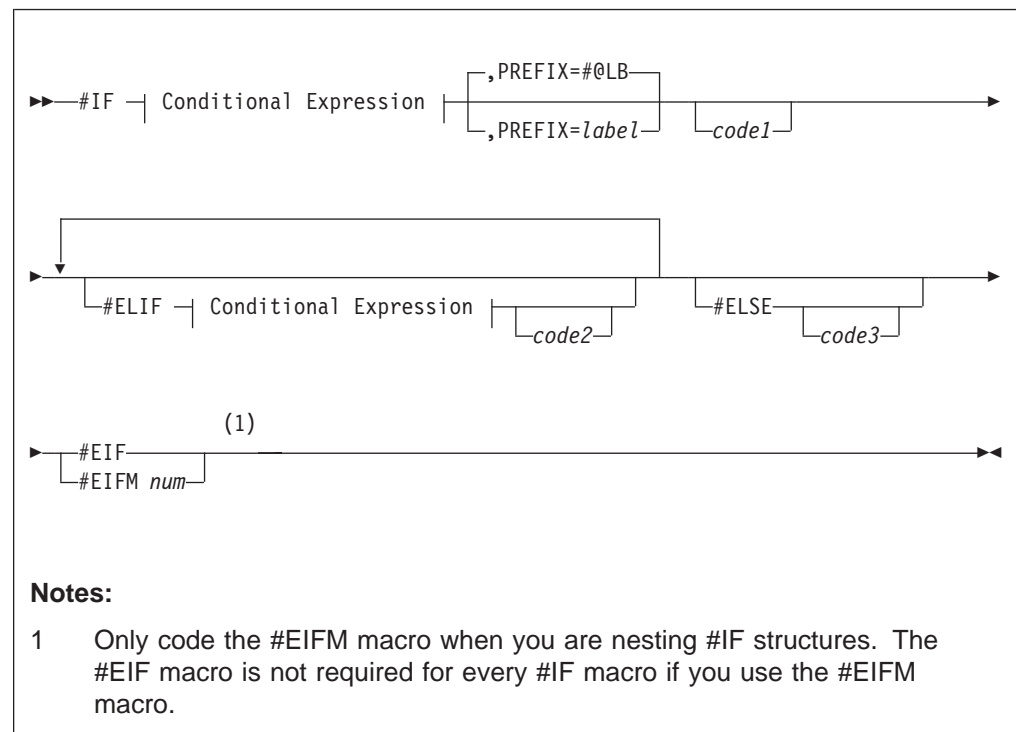 ,PREFIX=#@LB
#IF Conditional Expression
,PREFIX=label code1
#ELIF Conditional Expression #ELSE
code2 code3
(1)
#EIF
#EIFM num
Notes:
1 Only code the #EIFM macro when you are nesting #IF structures. The
#EIF macro is not required for every #IF macro if you use the #EIFM
macro.